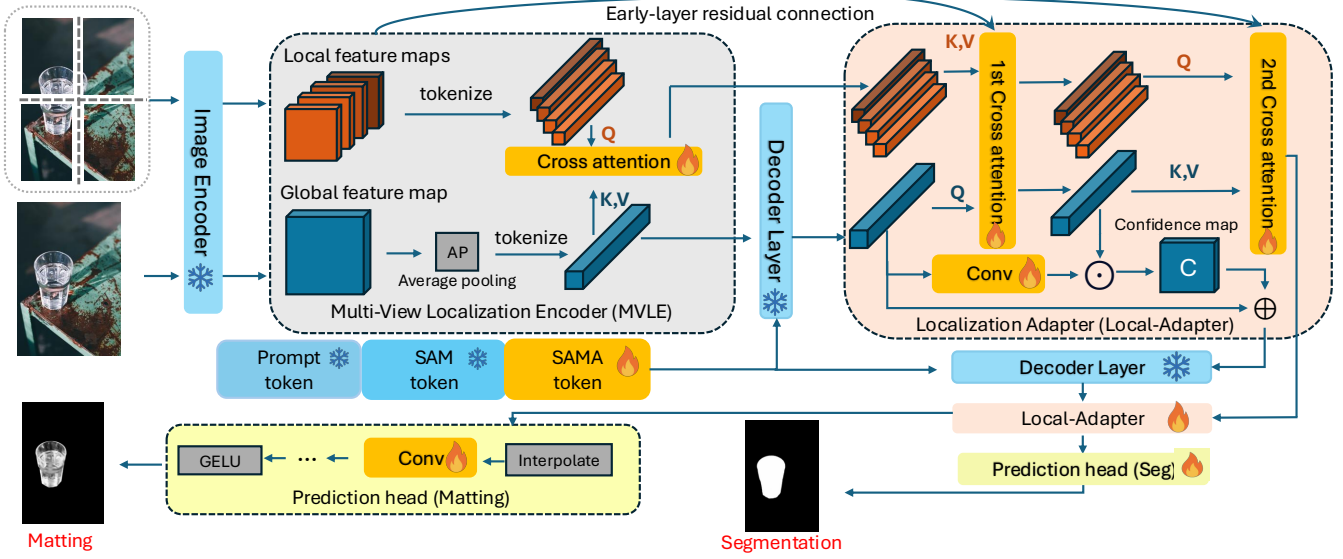 Early-layer residual connection
Image Encoder
Local feature maps
tokenize
Q
Cross attention
K,V
Global feature map
AP
tokenize
Average pooling
Multi-View Localization Encoder (MVLE)
Decoder Layer
K,V
1st Cross attention
Q
2nd Cross attention
Q
K,V
Confidence map
Conv
C
Localization Adapter (Local-Adapter)
Prompt
token
SAM
token
SAMA
token
Decoder Layer
Local-Adapter
Prediction head (Seg)
GELU
...
Conv
Interpolate
Prediction head (Matting)
Matting
Segmentation